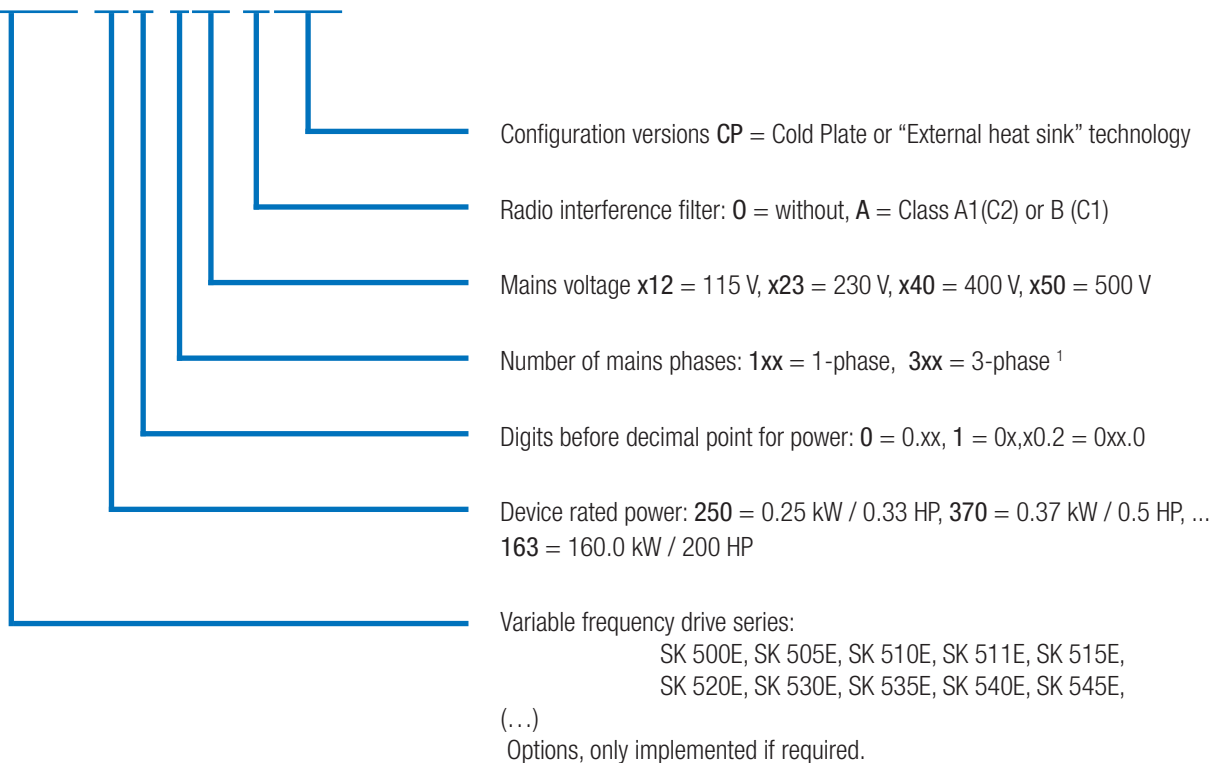 Configuration versions CP = Cold Plate or “External heat sink” technology
Radio interference filter: O = without, A = Class A1(C2) or B (C1)
Mains voltage x12 = 115 V, x23 = 230 V, x40 = 400 V, x50 = 500 V
Number of mains phases: 1xx = 1-phase, 3xx = 3-phase ¹
Digits before decimal point for power: 0 = 0.xx, 1 = 0x,x0.2 = 0xx.0
Device rated power: 250 = 0.25 kW / 0.33 HP, 370 = 0.37 kW / 0.5 HP, ...
163 = 160.0 kW / 200 HP
Variable frequency drive series:
SK 500E, SK 505E, SK 510E, SK 511E, SK 515E,
SK 520E, SK 530E, SK 535E, SK 540E, SK 545E,
(…)
Options, only implemented if required.